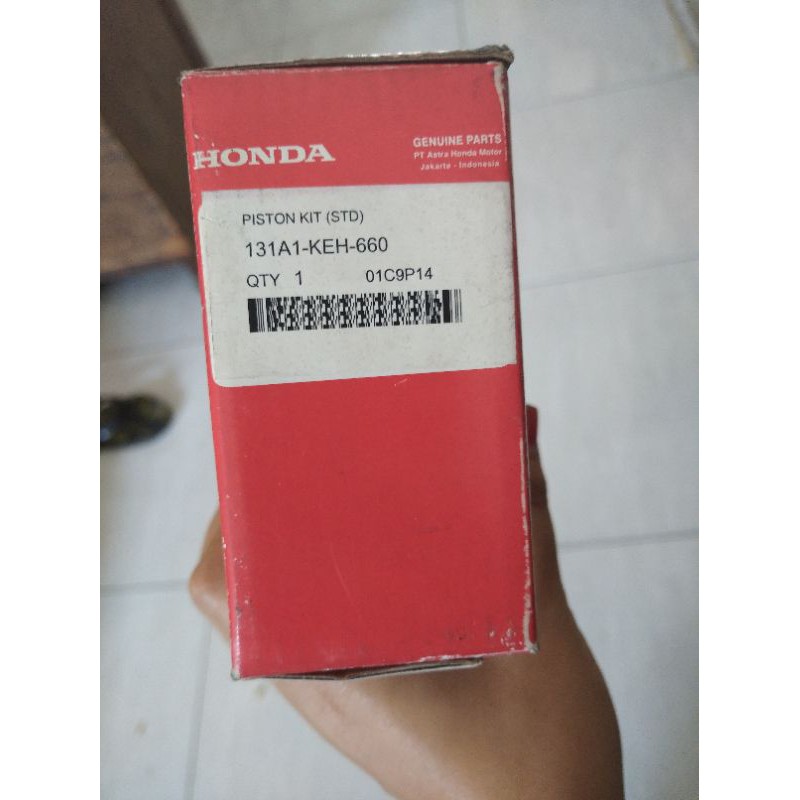 HONDA
GENUINE PARTS
PT Astra Honda Motor
Jakarta - Indonesia
PISTON KIT (STD)
131A1-KEH-660
QTY 1 01C9P14